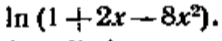 ln (1+2x—8x²).